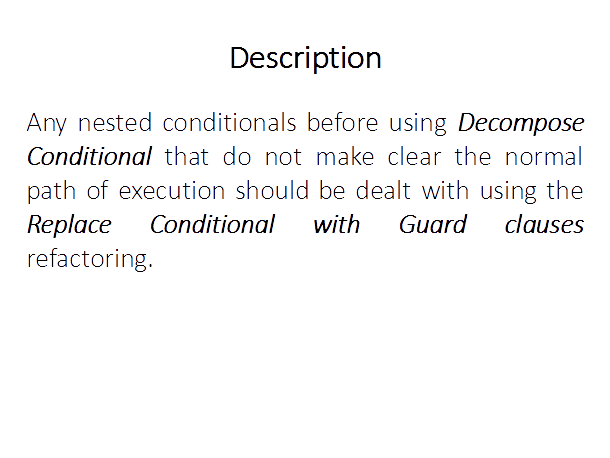 Description
Any nested conditionals before using Decompose
Conditional that do not make clear the normal
path of execution should be dealt with using the
Replace Conditional with Guard clauses
refactoring.